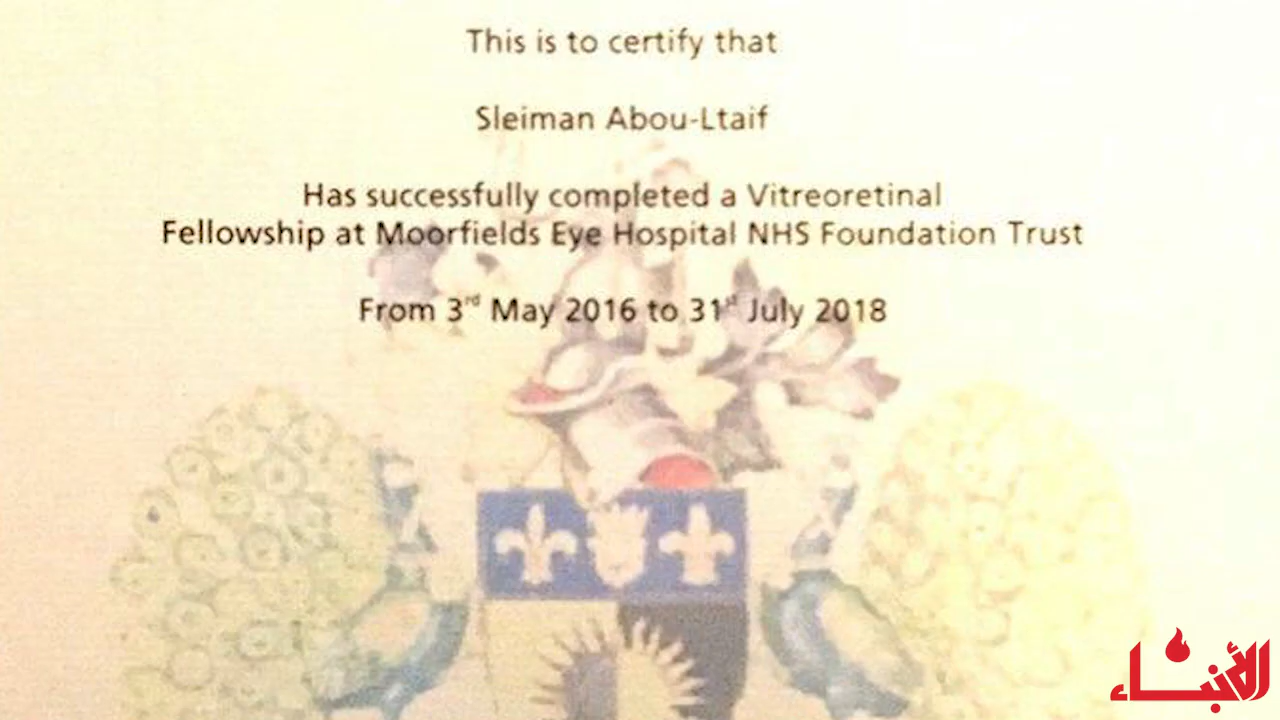 This is to certify that
Sleiman Abou-Ltaif
Has successfully completed a Vitreoretinal
Fellowship at Moorfields Eye Hospital NHS Foundation Trust
From 3rd May 2016 to 31st July 2018
الأنباء